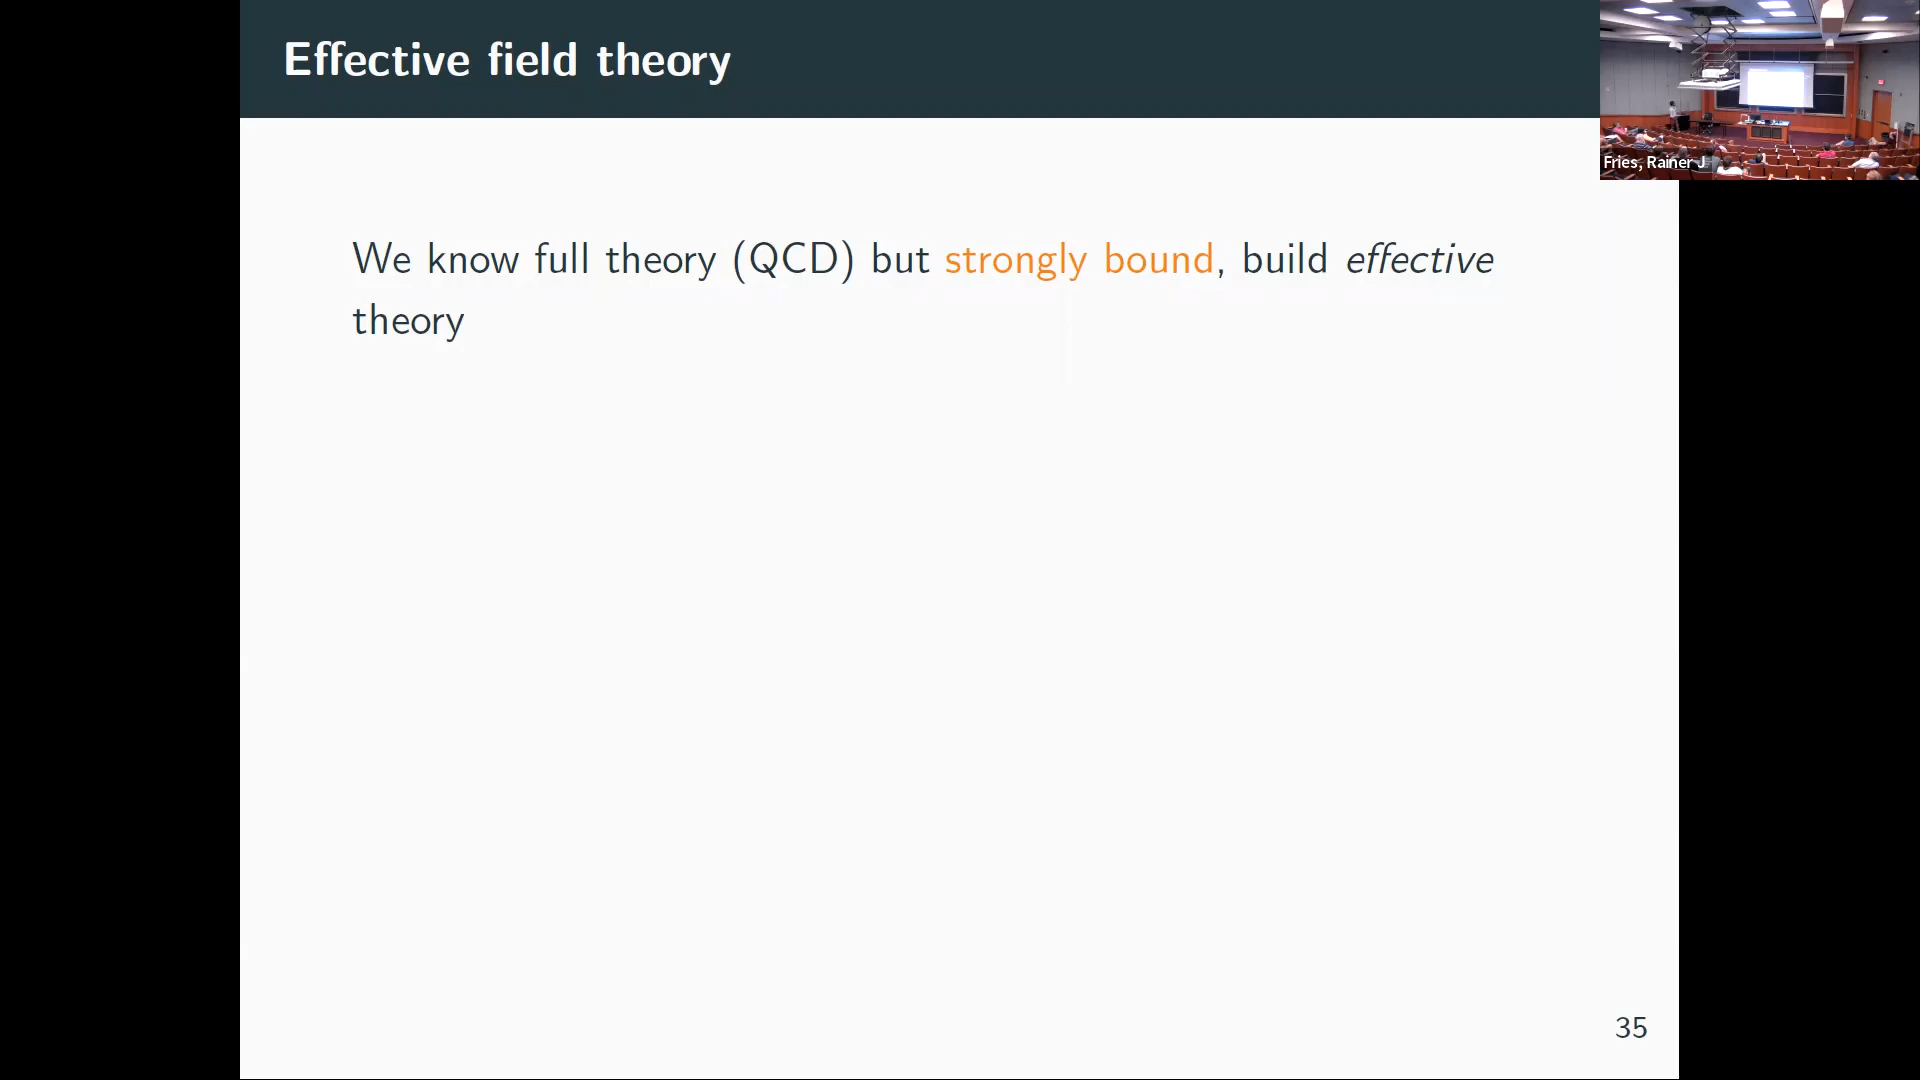 Effective field theory
Fries, Rainer J
We know full theory (QCD) but strongly bound, build effective
theory
35